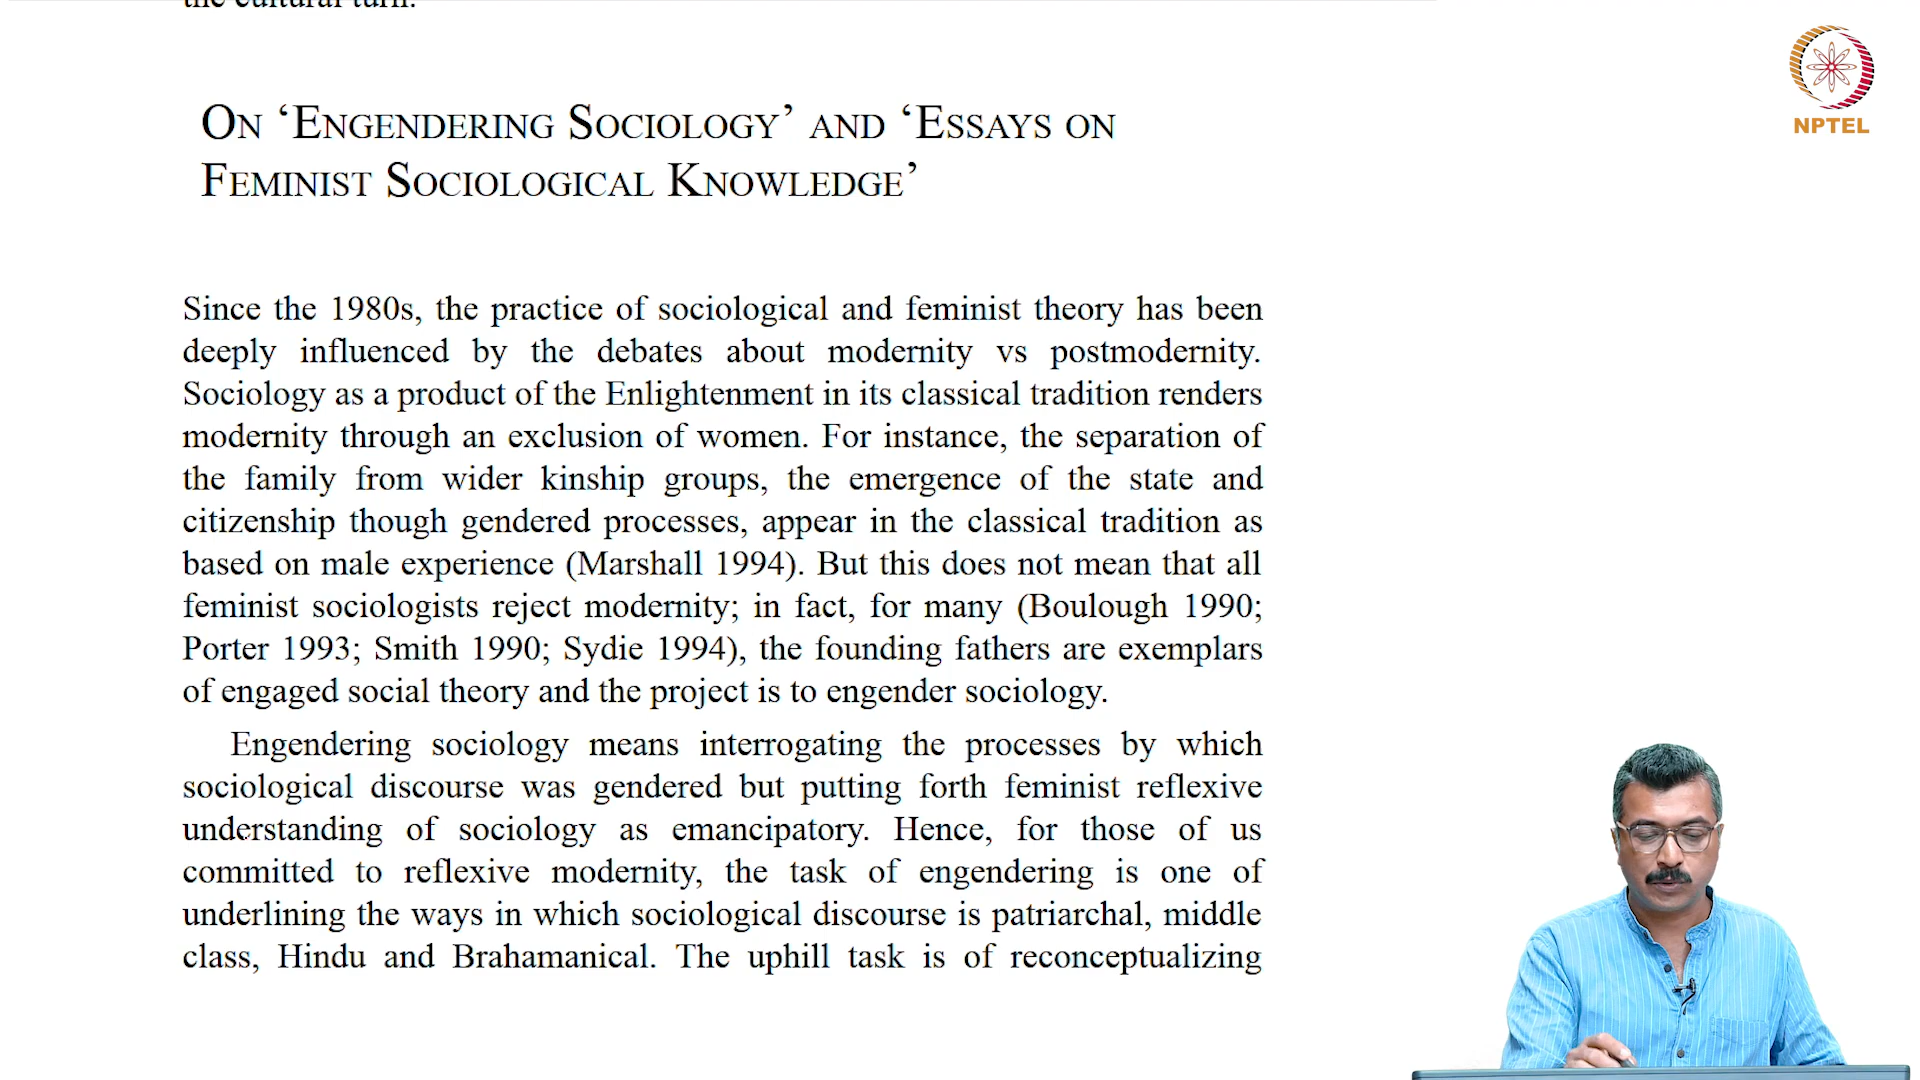 the cultural turn.
NPTEL
ON ‘ENGENDERING SOCIOLOGY’ AND ‘ESSAYS ON
FEMINIST SOCIOLOGICAL KNOWLEDGE’
Since the 1980s, the practice of sociological and feminist theory has been
deeply influenced by the debates about modernity vs postmodernity.
Sociology as a product of the Enlightenment in its classical tradition renders
modernity through an exclusion of women. For instance, the separation of
the family from wider kinship groups, the emergence of the state and
citizenship though gendered processes, appear in the classical tradition as
based on male experience (Marshall 1994). But this does not mean that all
feminist sociologists reject modernity; in fact, for many (Boulough 1990;
Porter 1993; Smith 1990; Sydie 1994), the founding fathers are exemplars
of engaged social theory and the project is to engender sociology.
Engendering sociology means interrogating the processes by which
sociological discourse was gendered but putting forth feminist reflexive
understanding of sociology as emancipatory. Hence, for those of us
committed to reflexive modernity, the task of engendering is one of
underlining the ways in which sociological discourse is patriarchal, middle
class, Hindu and Brahamanical. The uphill task is of reconceptualizing